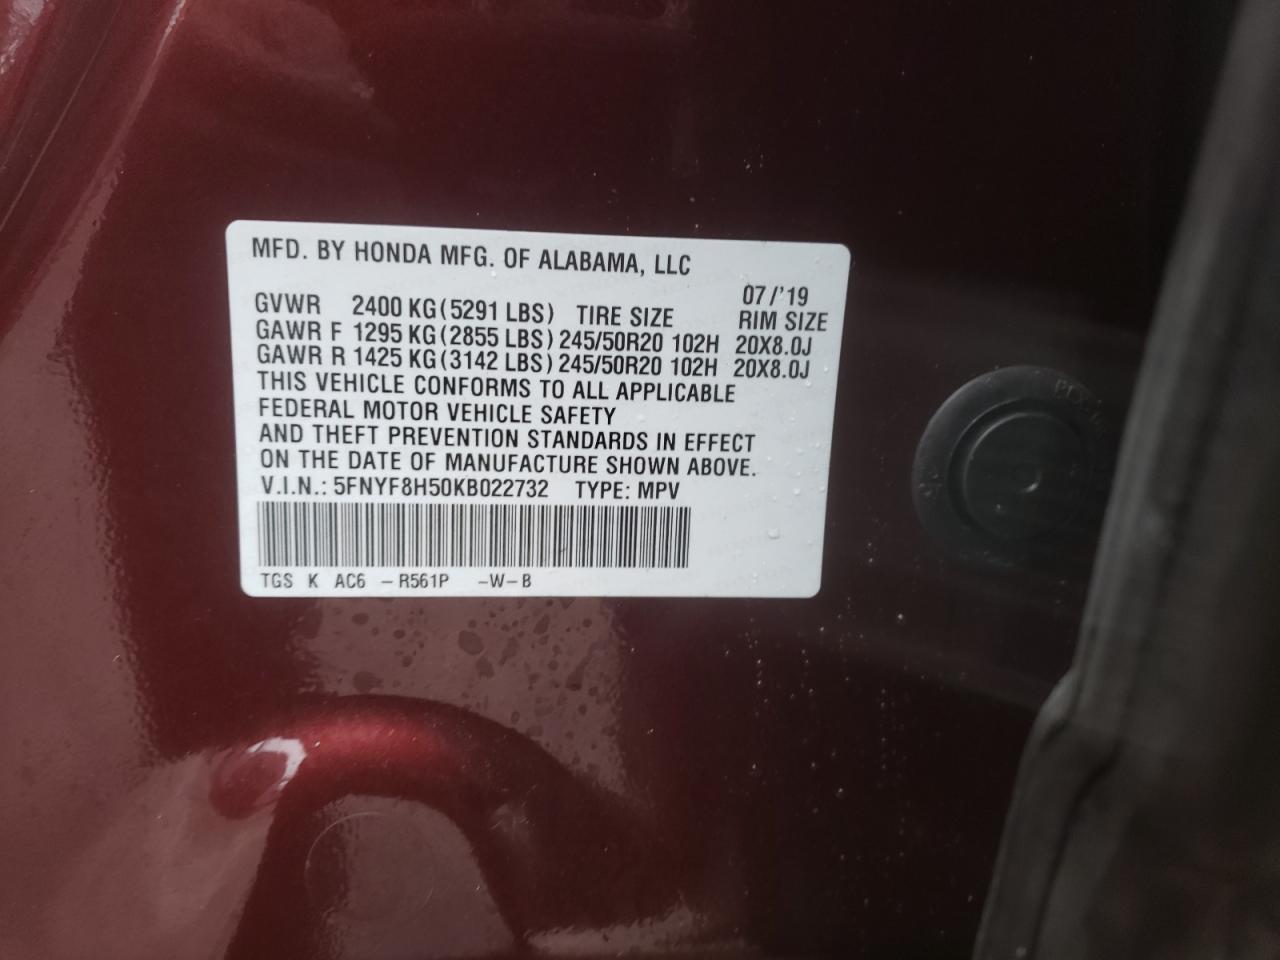 MFD. BY HONDA MFG. OF ALABAMA, LLC
07/'19
GVWR 2400 KG (5291 LBS) TIRE SIZE RIM SIZE
GAWR F 1295 KG (2855 LBS) 245/50R20 102H 20X8.0J
GAWR R 1425 KG (3142 LBS) 245/50R20 102H 20X8.0J
THIS VEHICLE CONFORMS TO ALL APPLICABLE
FEDERAL MOTOR VEHICLE SAFETY
AND THEFT PREVENTION STANDARDS IN EFFECT
ON THE DATE OF MANUFACTURE SHOWN ABOVE.
V.I.N.: 5FNYF8H50KB022732 TYPE: MPV
TGS K AC6 -R561P -W-B